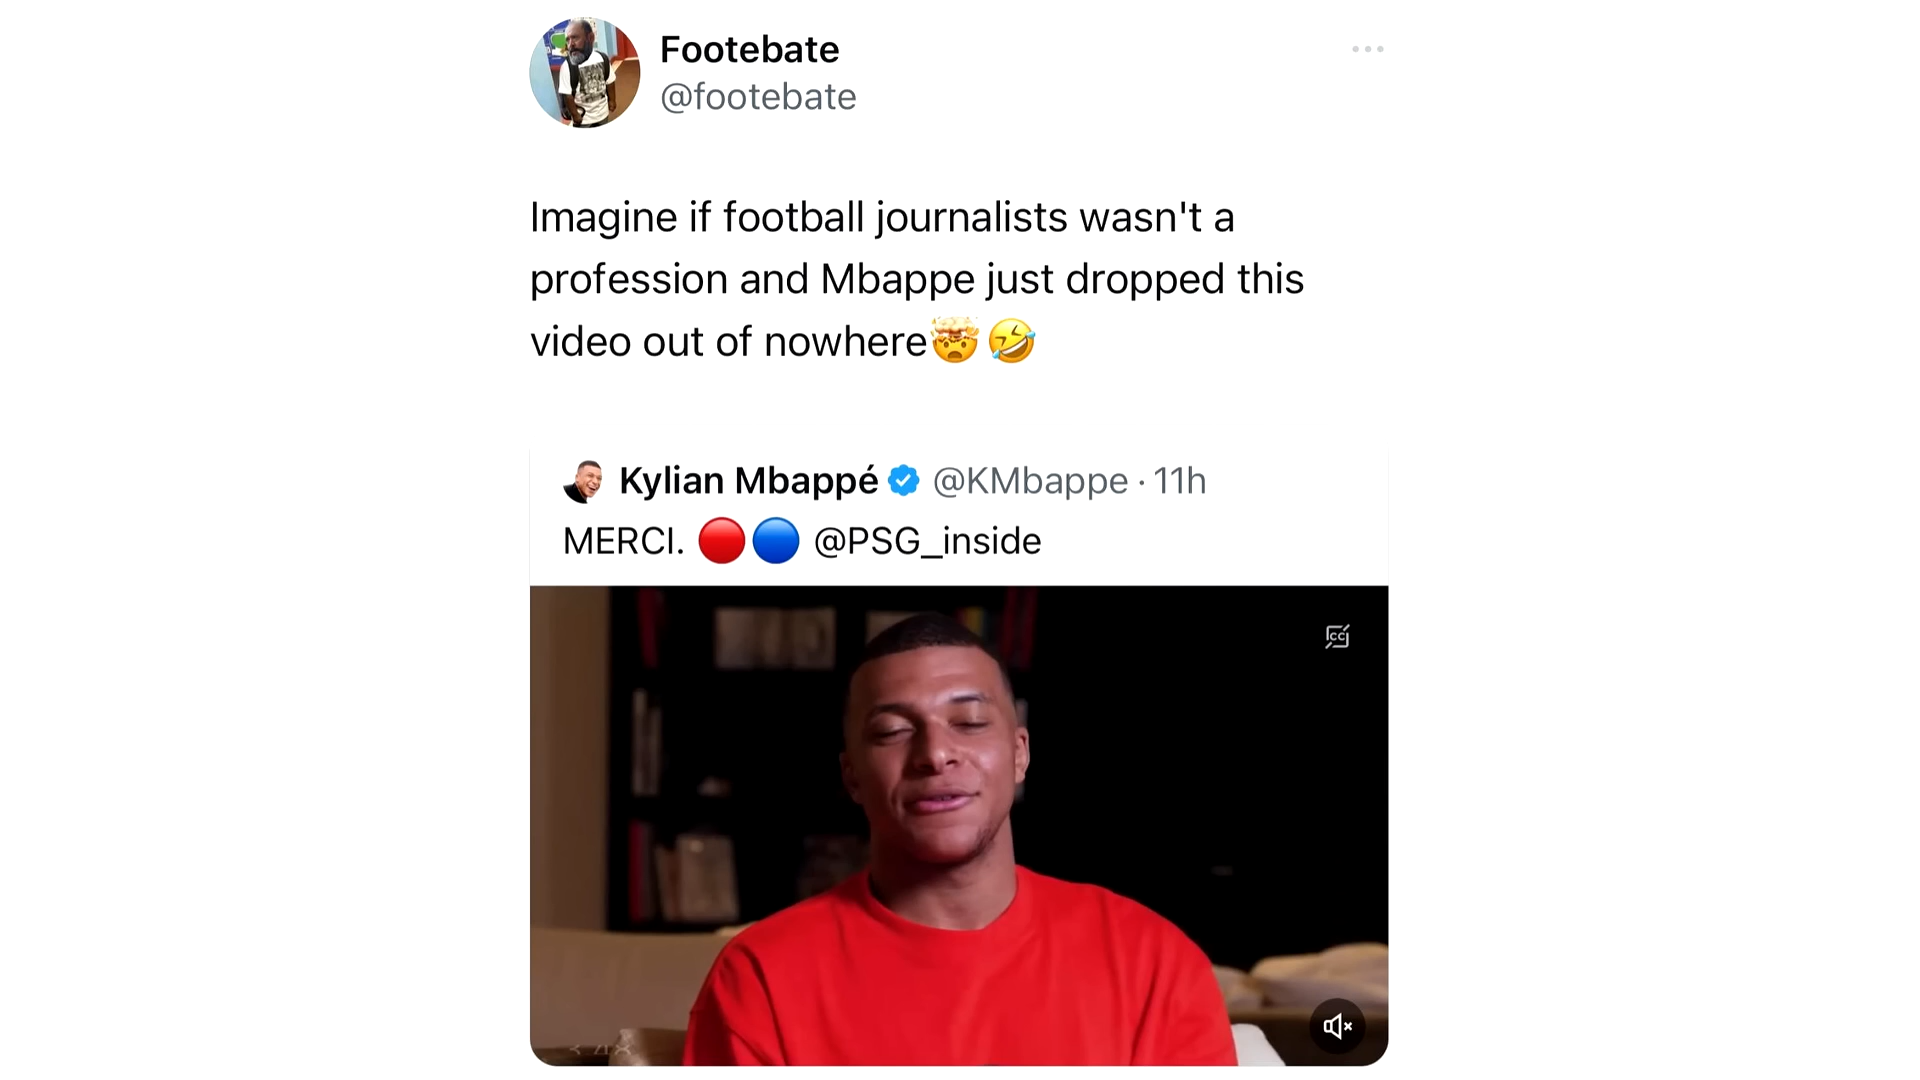 Footebate
@footebate
Imagine if football journalists wasn't a
profession and Mbappe just dropped this
video out of nowhere🤯🤣
Kylian Mbappé @KMbappe · 11h
MERCI. 🔴🔵 @PSG_inside
CC